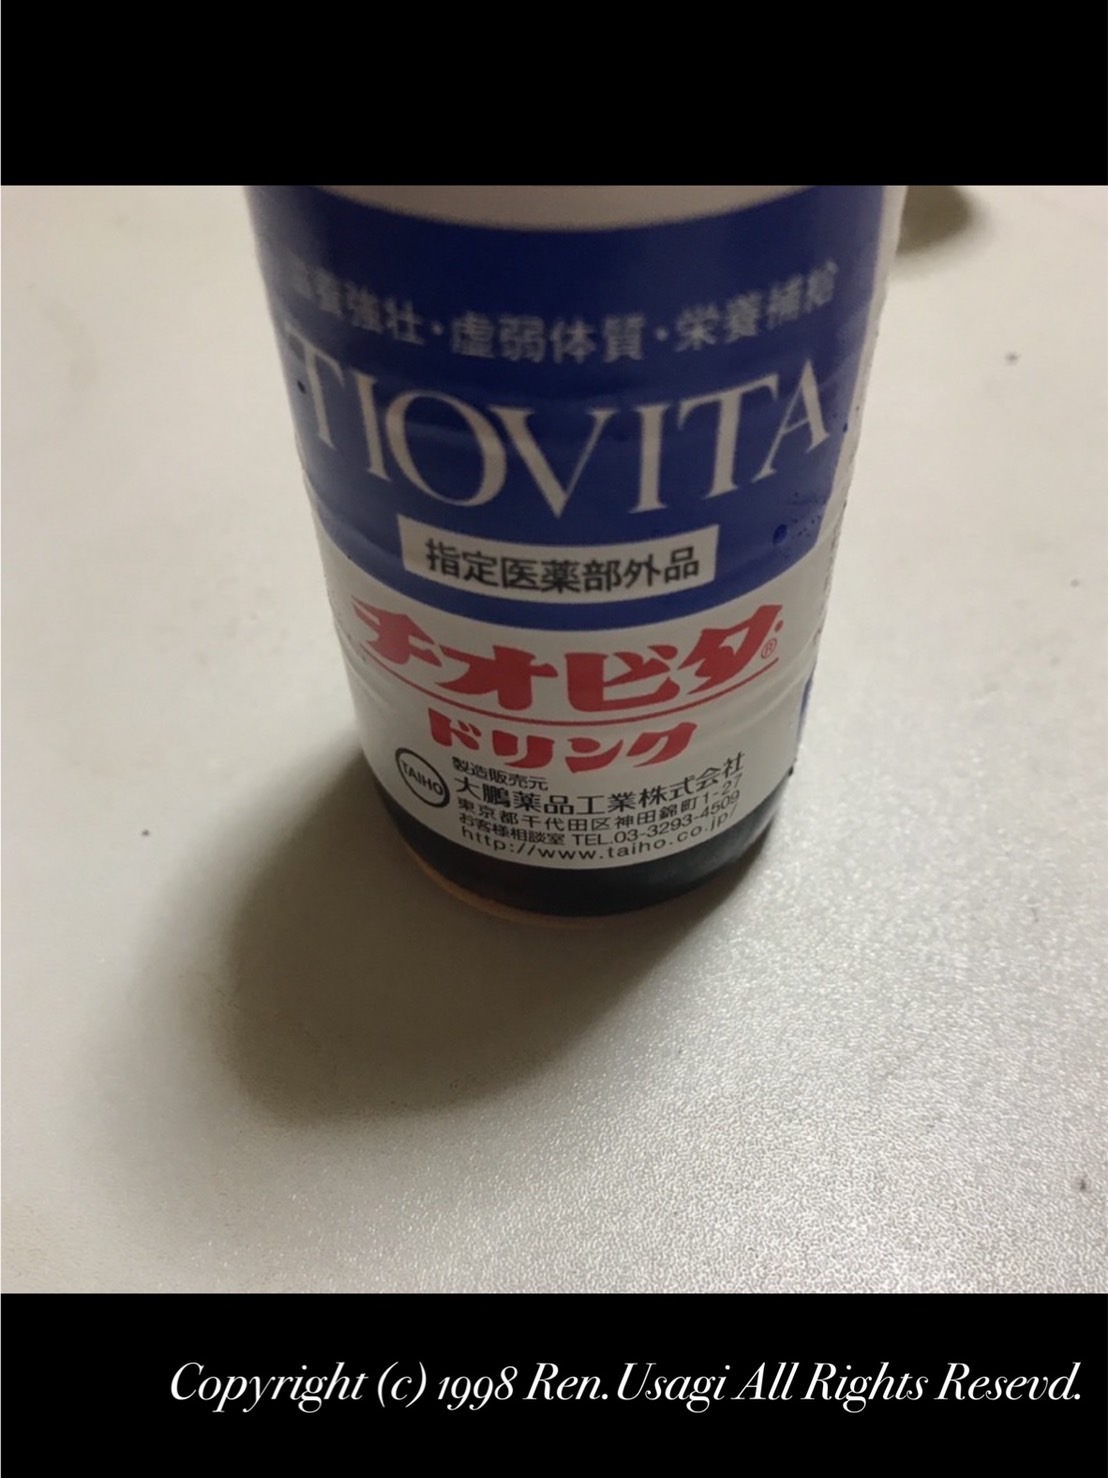 滋養強壮・虚弱体質・栄養補給
TIOVITA
指定医薬部外品
チオビタ®
ドリンク
TAIHO
製造販売元
大鵬薬品工業株式会社
東京都千代田区神田錦町1-27
お客様相談室 TEL.03-3293-4509
http://www.taiho.co.jp/
Copyright (c) 1998 Ren.Usagi All Rights Resevd.